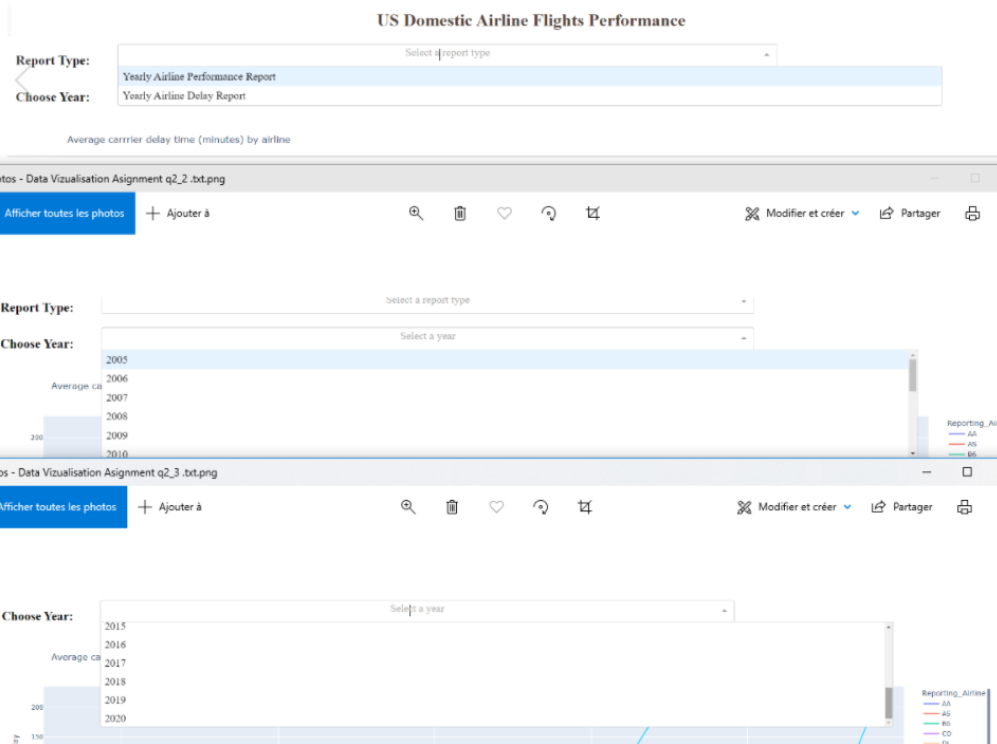 US Domestic Airline Flights Performance
Report Type:
Select a report type
Yearly Airline Performance Report
Choose Year:
Yearly Airline Delay Report
Average carrrier delay time (minutes) by airline
otos - Data Vizualisation Asignment q2_2 .txt.png
Afficher toutes les photos
Ajouter à
Modifier et créer
Partager
Report Type:
Select a report type
Choose Year:
Select a year
2005
2006
Average ca
2007
2008
200
2009
2010
Reporting_Ai
AA
AS
B6
os - Data Vizualisation Asignment q2_3 .txt.png
Afficher toutes les photos
Ajouter à
Modifier et créer
Partager
Choose Year:
Select a year
2015
2016
Average ca
2017
2018
2019
2020
200
150
Reporting_Airline
AA
AS
B6
CO
DL